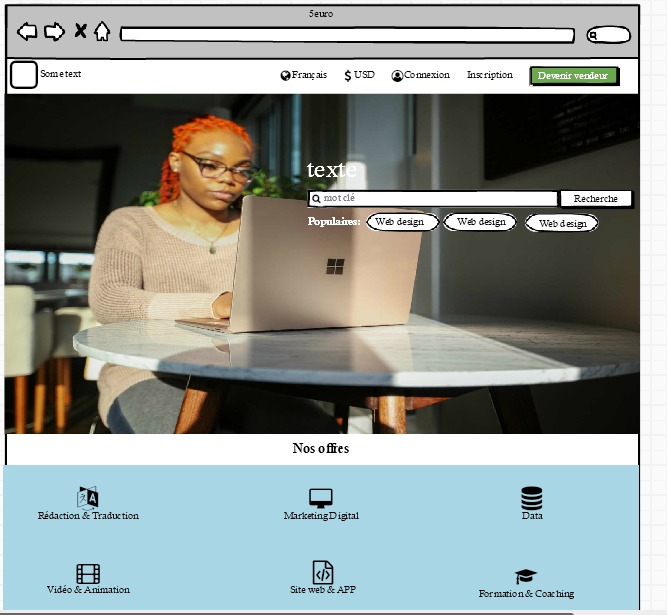 5euro
Some text
Français USD Connexion Inscription Devenir vendeur
texte
mot clé Recherche
Populaires: Web design Web design Web design
Nos offres
Rédaction & Traduction Marketing Digital Data
Vidéo & Animation Site web & APP Formation & Coaching